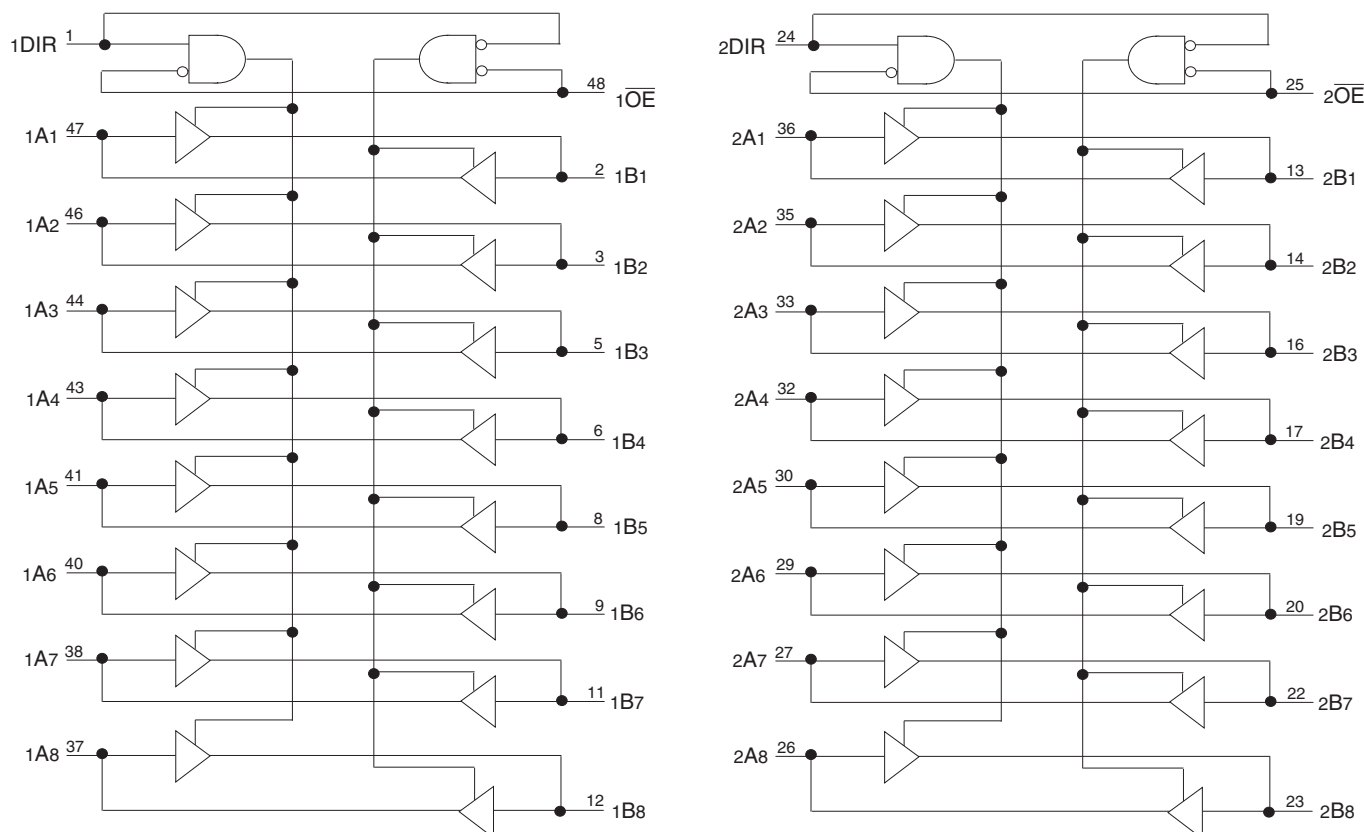 1DIR 1
48 1OE
1A1 47
2 1B1
1A2 46
3 1B2
1A3 44
5 1B3
1A4 43
6 1B4
1A5 41
8 1B5
1A6 40
9 1B6
1A7 38
11 1B7
1A8 37
12 1B8
2DIR 24
25 2OE
2A1 36
13 2B1
2A2 35
14 2B2
2A3 33
16 2B3
2A4 32
17 2B4
2A5 30
19 2B5
2A6 29
20 2B6
2A7 27
22 2B7
2A8 26
23 2B8